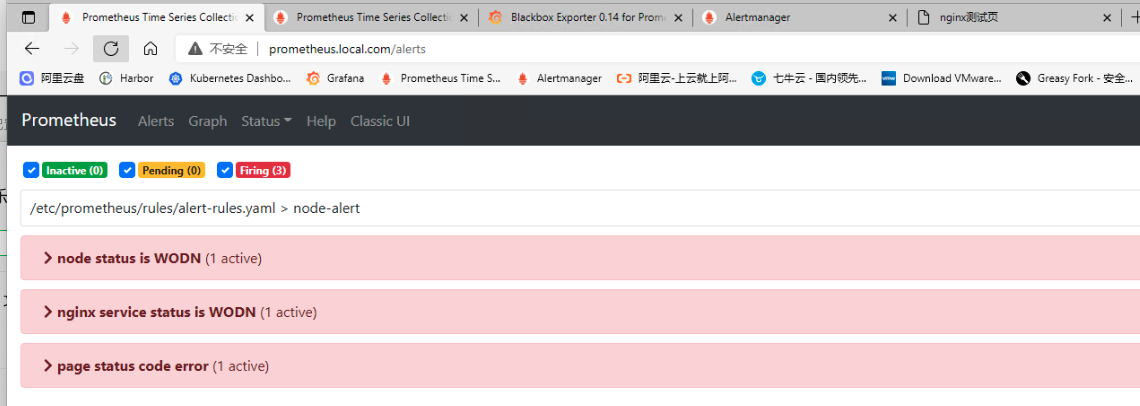 Prometheus Time Series Collectio
Prometheus Time Series Collectio
Blackbox Exporter 0.14 for Prom
Alertmanager
nginx测试页
不安全
prometheus.local.com/alerts
阿里云盘
Harbor
Kubernetes Dashbo...
Grafana
Prometheus Time S...
Alertmanager
阿里云-上云就上阿...
七牛云 - 国内领先...
Download VMware...
Greasy Fork - 安全...
Prometheus
Alerts
Graph
Status
Help
Classic UI
Inactive (0)
Pending (0)
Firing (3)
/etc/prometheus/rules/alert-rules.yaml > node-alert
node status is WODN (1 active)
nginx service status is WODN (1 active)
page status code error (1 active)